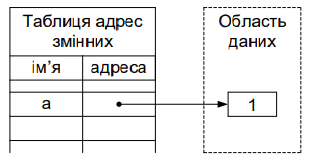 Таблиця адрес
змінних
ім’я адреса
a
Область
даних
1